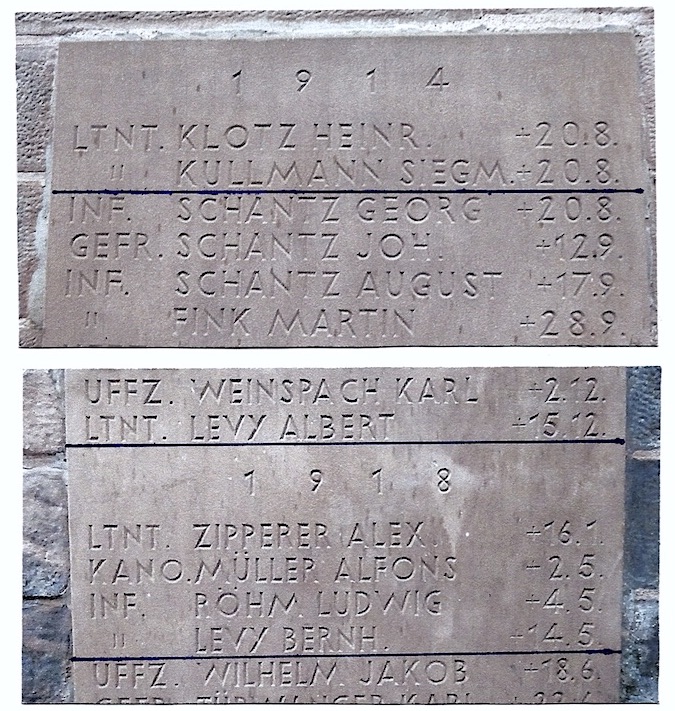 1914
LTNT. KLOTZ HEINR. +20.8.
" KULLMANN SIEGM. +20.8.
INF. SCHANTZ GEORG +20.8.
GEFR. SCHANTZ JOH. +12.9.
INF. SCHANTZ AUGUST +17.9.
" FINK MARTIN +28.9.
UFFZ. WEINSPACH KARL +2.12.
LTNT. LEVY ALBERT +15.12.
1918
LTNT. ZIPPERER ALEX. +16.1.
KANO. MÜLLER ALFONS +2.5.
INF. RÖHM LUDWIG +4.5.
" LEVY BERNH. +14.5.
UFFZ. WILHELM JAKOB +18.6.
GEFR. KARL